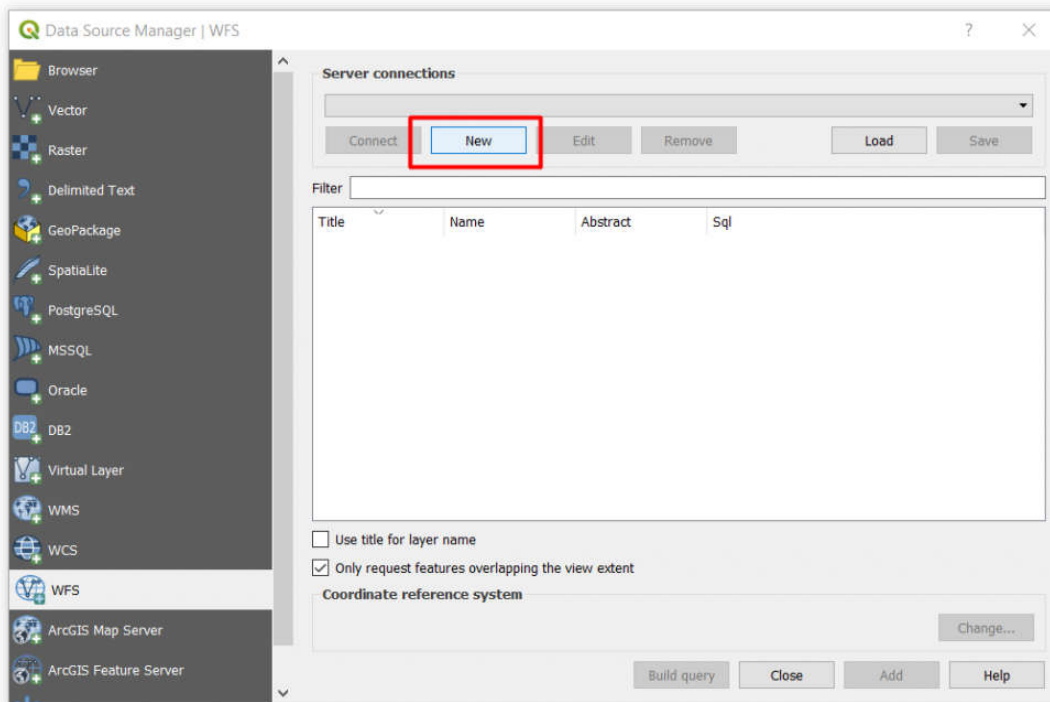 Data Source Manager | WFS
?
Browser
Vector
Raster
Delimited Text
GeoPackage
SpatiaLite
PostgreSQL
MSSQL
Oracle
DB2 DB2
Virtual Layer
WMS
WCS
WFS
ArcGIS Map Server
ArcGIS Feature Server
Server connections
Connect New Edit Remove Load Save
Filter
Title Name Abstract Sql
Use title for layer name
Only request features overlapping the view extent
Coordinate reference system
Change...
Build query Close Add Help